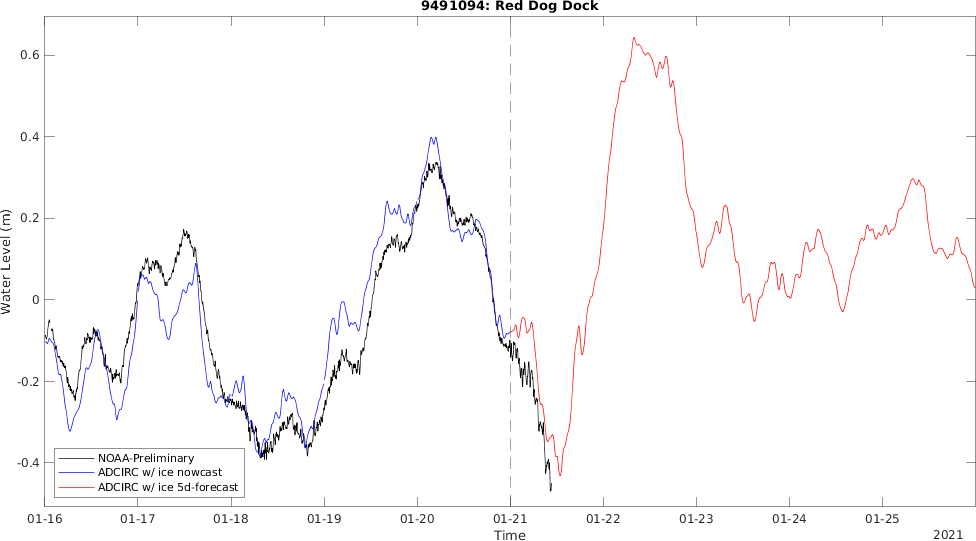 9491094: Red Dog Dock
Water Level (m)
0.6
0.4
0.2
0
-0.2
-0.4
NOAA-Preliminary
ADCIRC w/ ice nowcast
ADCIRC w/ ice 5d-forecast
01-16 01-17 01-18 01-19 01-20 01-21 01-22 01-23 01-24 01-25
Time
2021